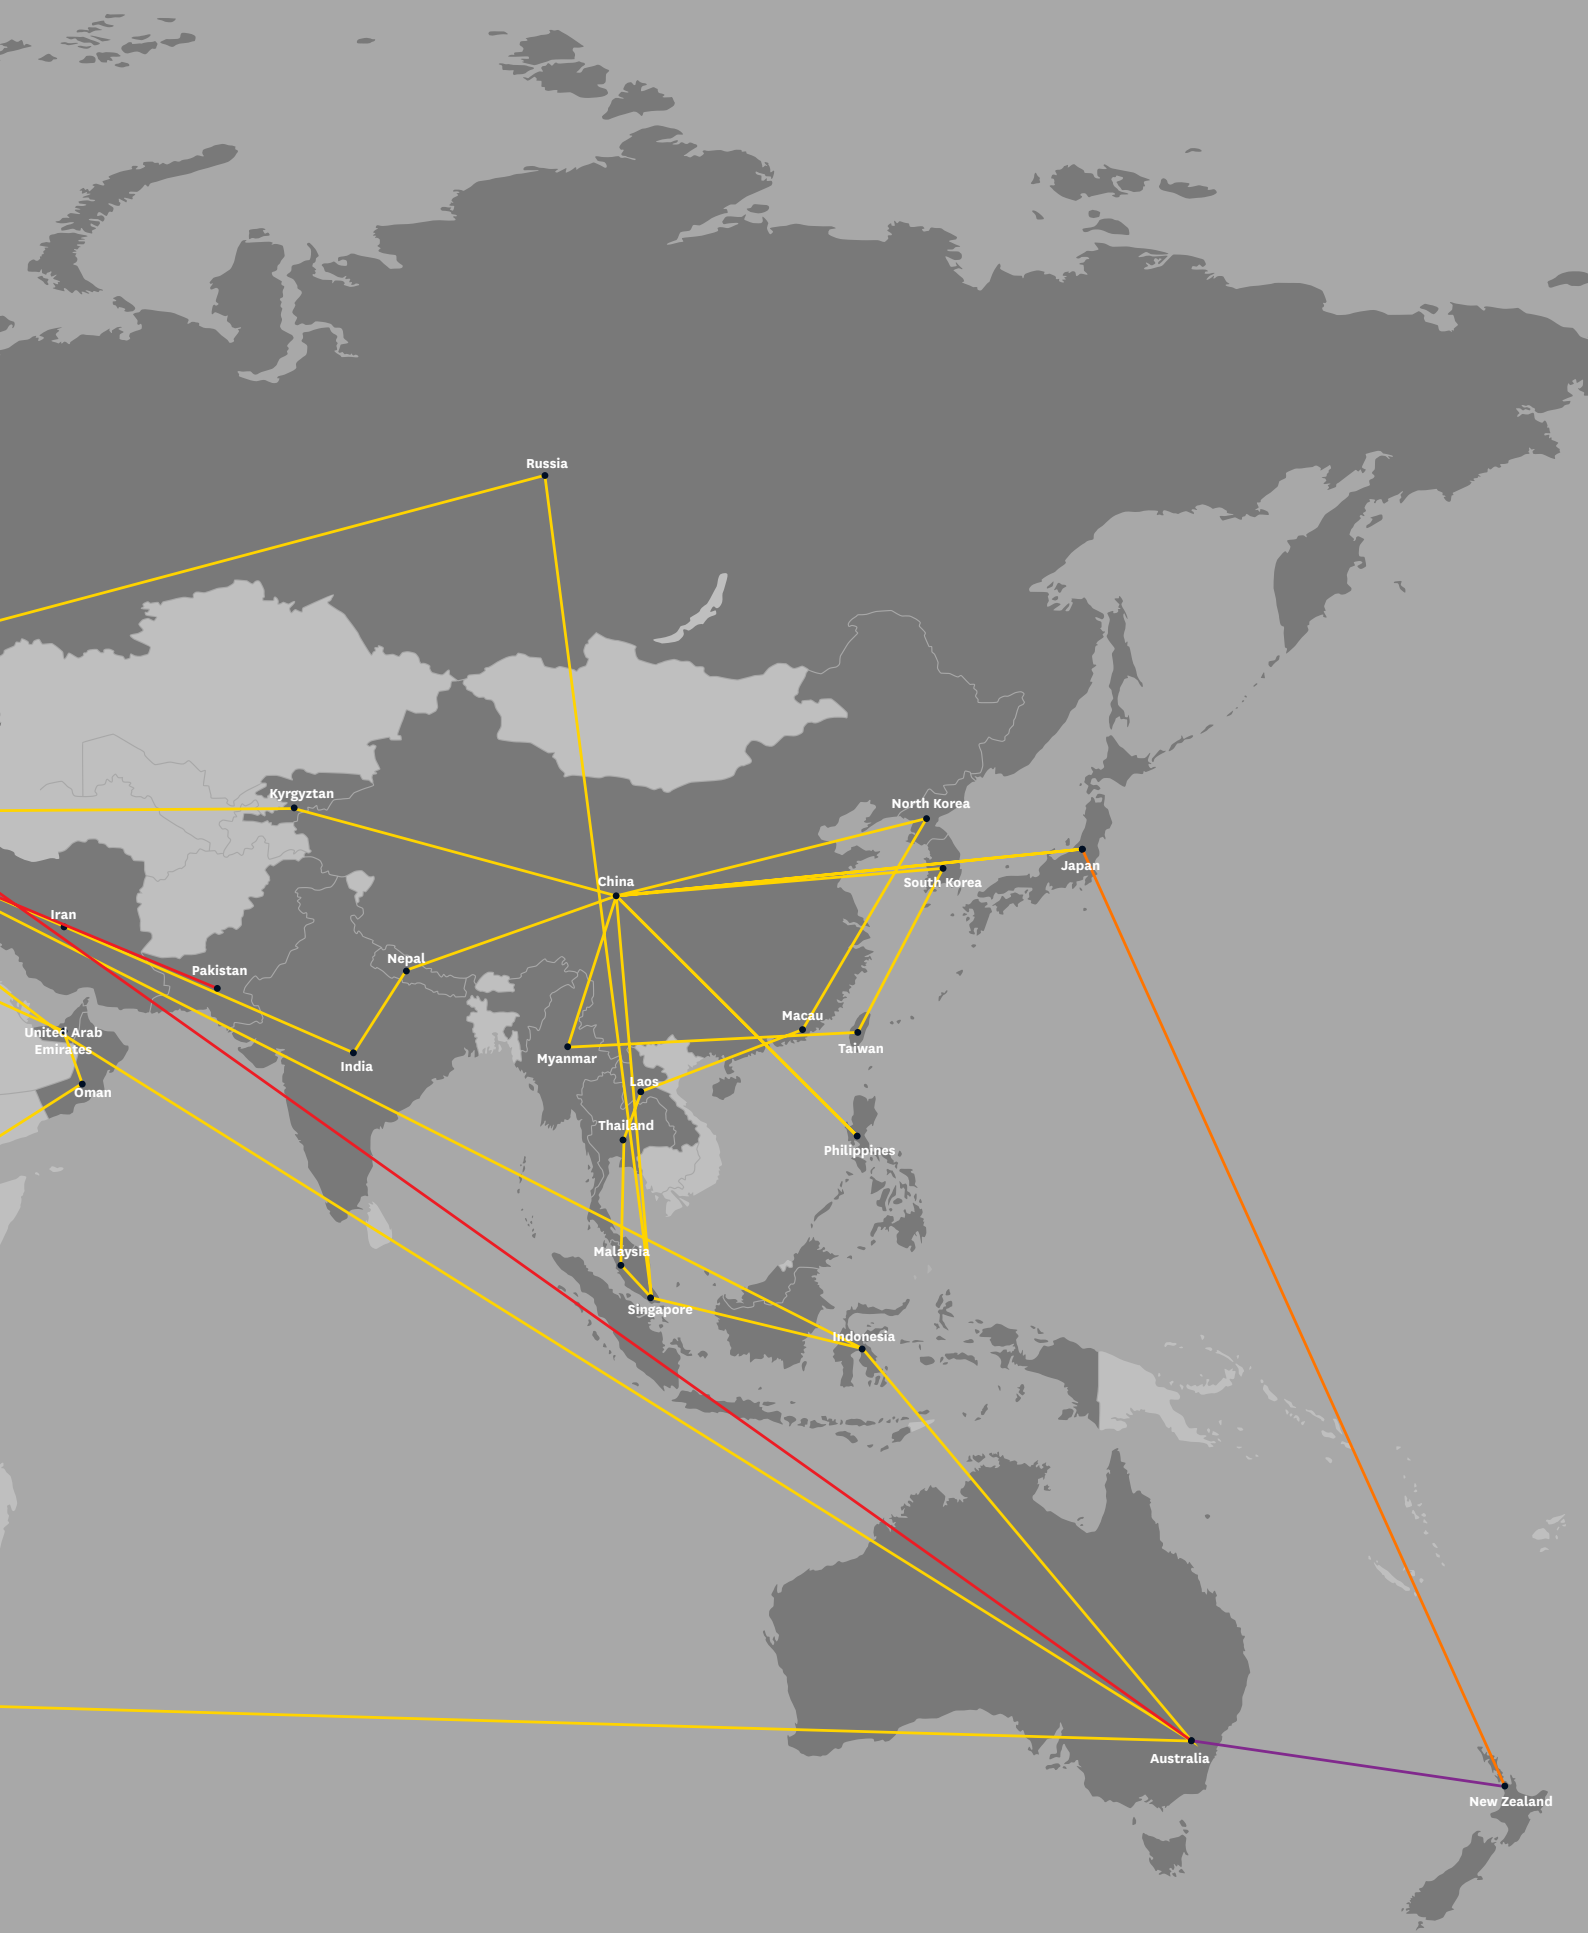 Russia
Kyrgyztan
North Korea
Japan
China
South Korea
Iran
Nepal
Pakistan
Macau
United Arab
Emirates
Taiwan
Myanmar
India
Laos
Oman
Thailand
Philippines
Malaysia
Singapore
Indonesia
Australia
New Zealand